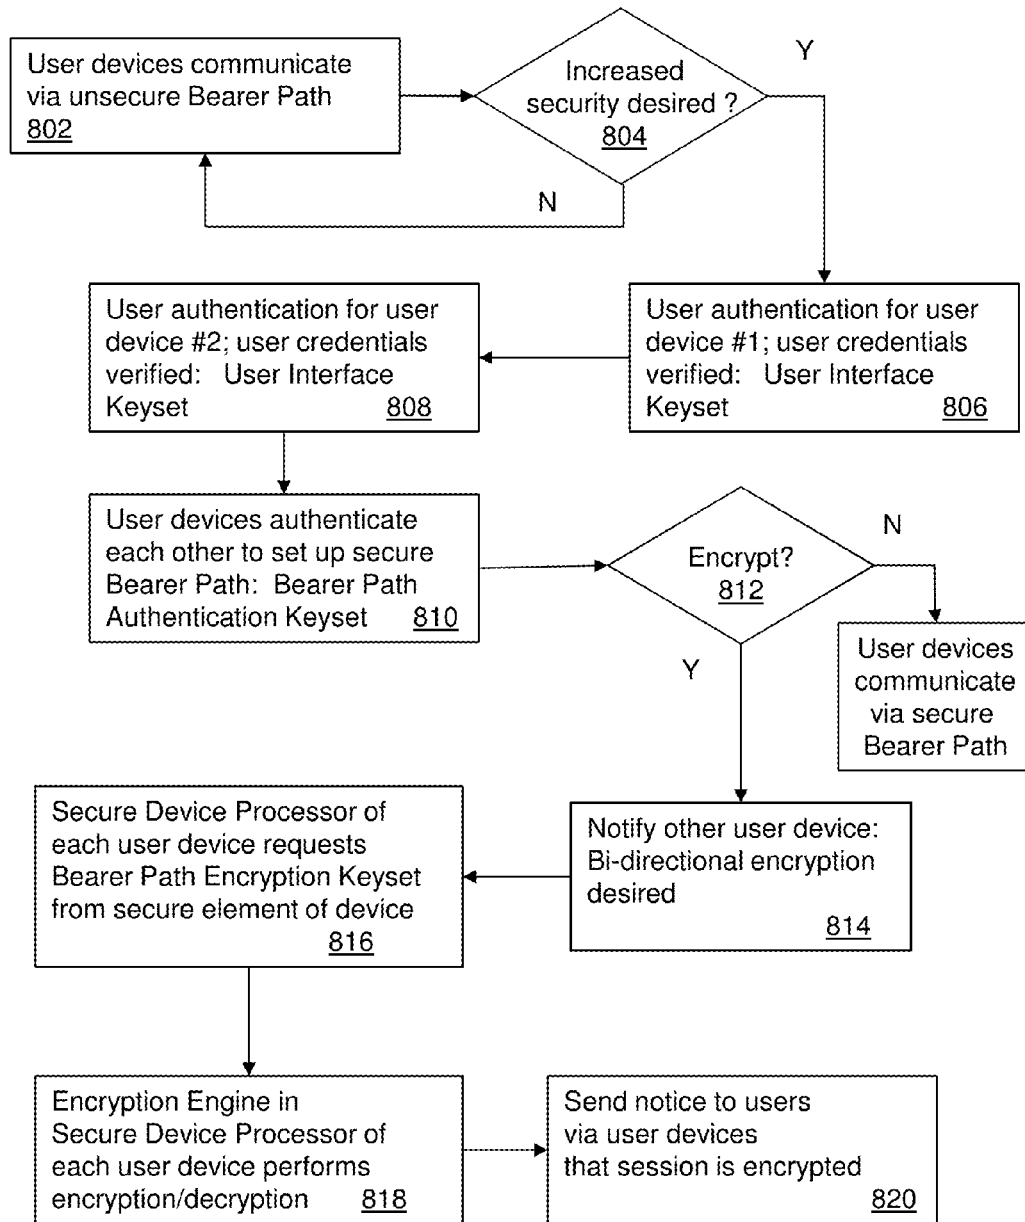 User devices communicate
via unsecure Bearer Path
802
Increased
security desired ?
804
Y
N
User authentication for user
device #1; user credentials
verified: User Interface
Keyset 806
User authentication for user
device #2; user credentials
verified: User Interface
Keyset 808
User devices authenticate
each other to set up secure
Bearer Path: Bearer Path
Authentication Keyset 810
Encrypt?
812
N
Y
User devices
communicate
via secure
Bearer Path
Notify other user device:
Bi-directional encryption
desired
814
Secure Device Processor of
each user device requests
Bearer Path Encryption Keyset
from secure element of device
816
Encryption Engine in
Secure Device Processor of
each user device performs
encryption/decryption 818
Send notice to users
via user devices
that session is encrypted
820